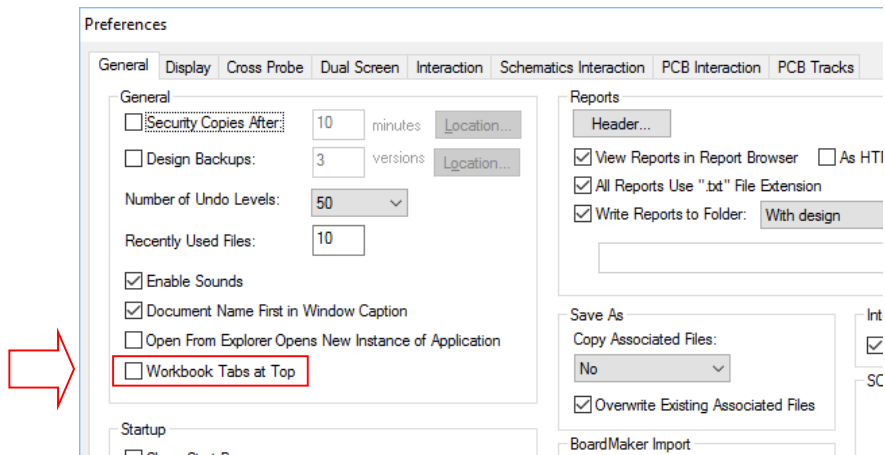 Preferences
General Display Cross Probe Dual Screen Interaction Schematics Interaction PCB Interaction PCB Tracks
General
Security Copies After: 10 minutes Location...
Design Backups: 3 versions Location...
Number of Undo Levels: 50
Recently Used Files: 10
Enable Sounds
Document Name First in Window Caption
Open From Explorer Opens New Instance of Application
Workbook Tabs at Top
Startup
Reports
Header...
View Reports in Report Browser As HT
All Reports Use ".txt" File Extension
Write Reports to Folder: With design
Save As
Copy Associated Files:
No
Overwrite Existing Associated Files
BoardMaker Import
Int
SC